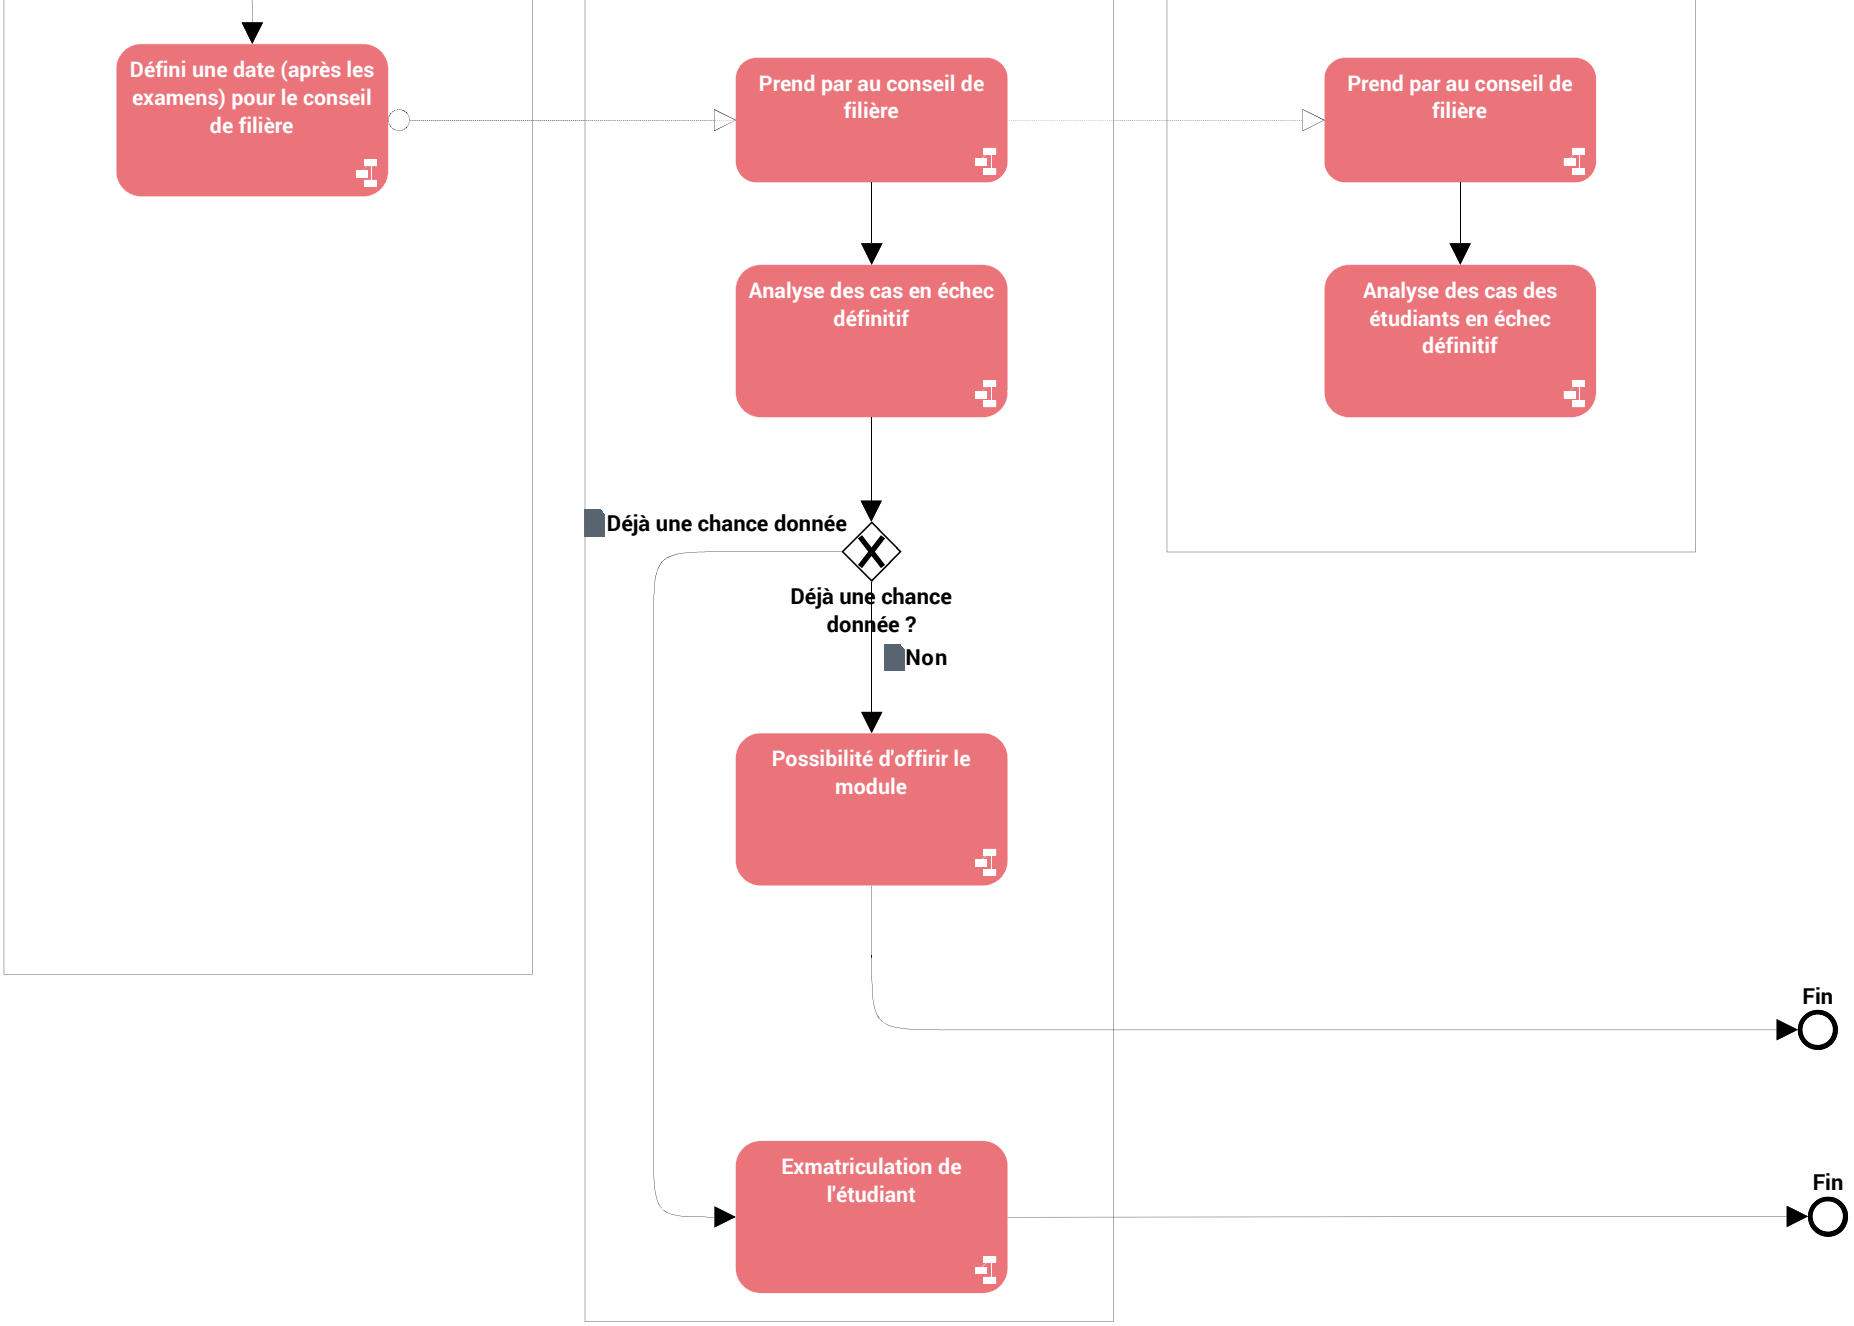 Défini une date (après les
examens) pour le conseil
de filière
Prend par au conseil de
filière
Prend par au conseil de
filière
Analyse des cas en échec
définitif
Analyse des cas des
étudiants en échec
définitif
Déjà une chance donnée
Déjà une chance
donnée ?
Non
Possibilité d'offirir le
module
Fin
Exmatriculation de
l'étudiant
Fin